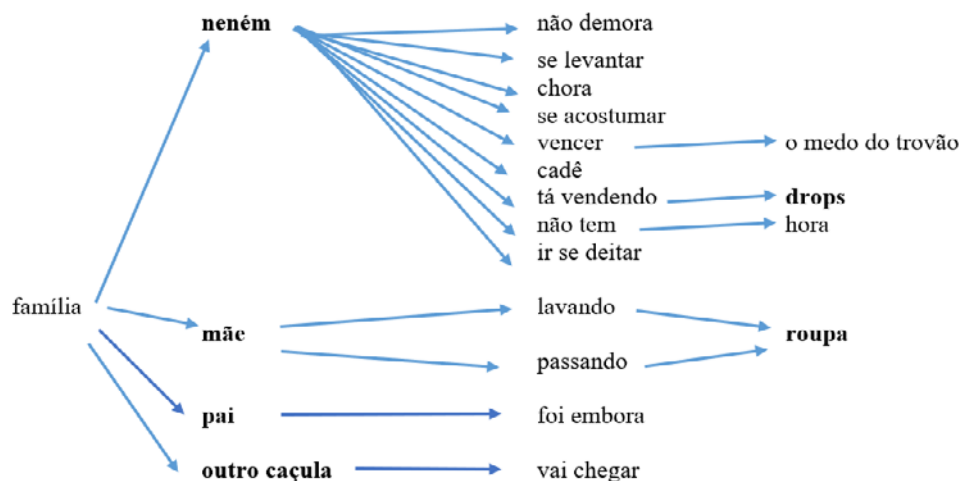 neném
não demora
se levantar
chora
se acostumar
vencer
o medo do trovão
cadê
tá vendendo
drops
não tem
hora
ir se deitar
família
mãe
lavando
roupa
passando
pai
foi embora
outro caçula
vai chegar